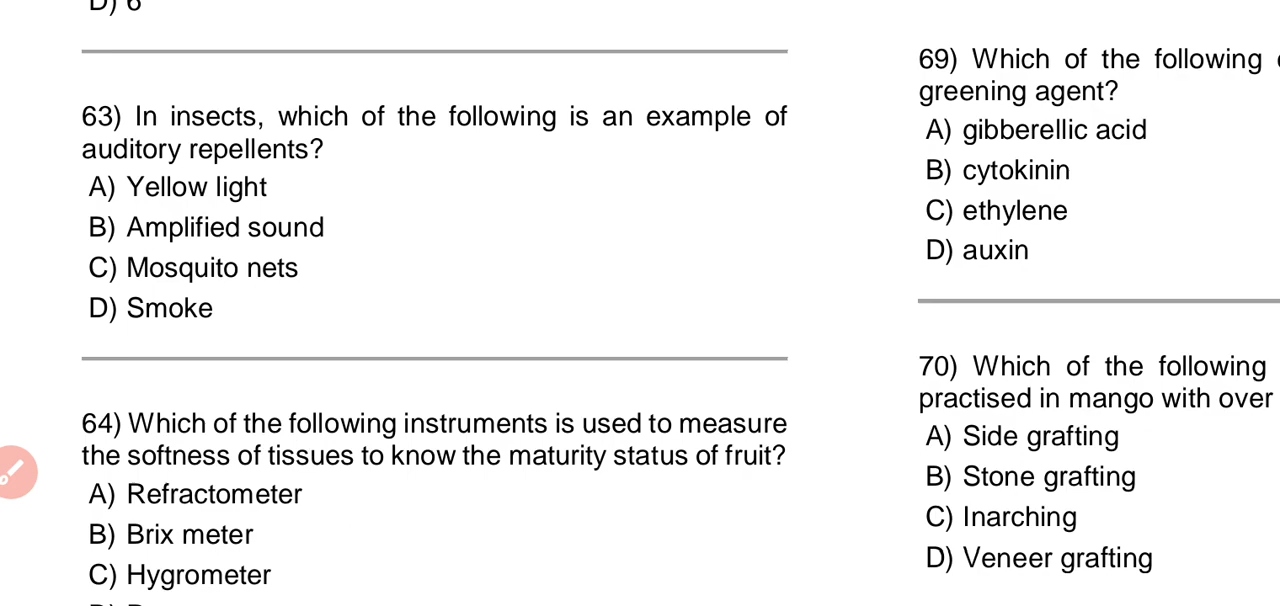 D) 6
63) In insects, which of the following is an example of
auditory repellents?
A) Yellow light
B) Amplified sound
C) Mosquito nets
D) Smoke
64) Which of the following instruments is used to measure
the softness of tissues to know the maturity status of fruit?
A) Refractometer
B) Brix meter
C) Hygrometer
69) Which of the following
greening agent?
A) gibberellic acid
B) cytokinin
C) ethylene
D) auxin
70) Which of the following
practised in mango with over
A) Side grafting
B) Stone grafting
C) Inarching
D) Veneer grafting